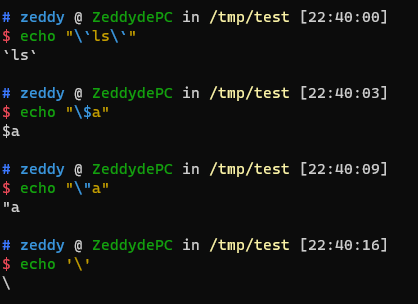 # zeddy @ ZeddydePC in /tmp/test [22:40:00]
$ echo "\`ls\`"
`ls`
# zeddy @ ZeddydePC in /tmp/test [22:40:03]
$ echo "\$a"
$a
# zeddy @ ZeddydePC in /tmp/test [22:40:09]
$ echo "\"a"
"a
# zeddy @ ZeddydePC in /tmp/test [22:40:16]
$ echo '\'
\